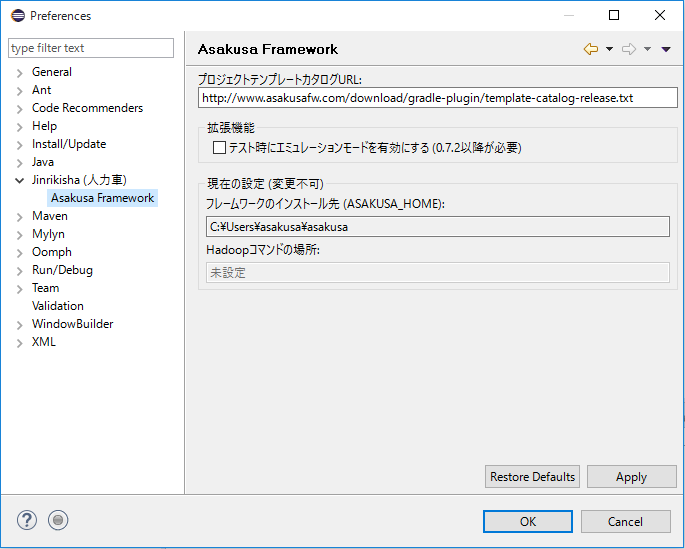 Preferences
type filter text
General
Ant
Code Recommenders
Help
Install/Update
Java
Jinrikisha (人力車)
Asakusa Framework
Maven
Mylyn
Oomph
Run/Debug
Team
Validation
WindowBuilder
XML
Asakusa Framework
プロジェクトテンプレートカタログURL:
http://www.asakusafw.com/download/gradle-plugin/template-catalog-release.txt
拡張機能
テスト時にエミュレーションモードを有効にする (0.7.2以降が必要)
現在の設定 (変更不可)
フレームワークのインストール先 (ASAKUSA_HOME):
C:¥Users¥asakusa¥asakusa
Hadoopコマンドの場所:
未設定
Restore Defaults
Apply
?
OK
Cancel